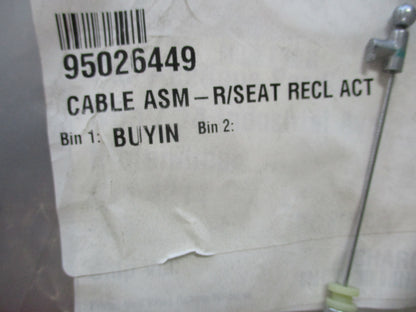 95026449
CABLE ASM – R/SEAT RECL ACT
Bin 1: BUYIN Bin 2: